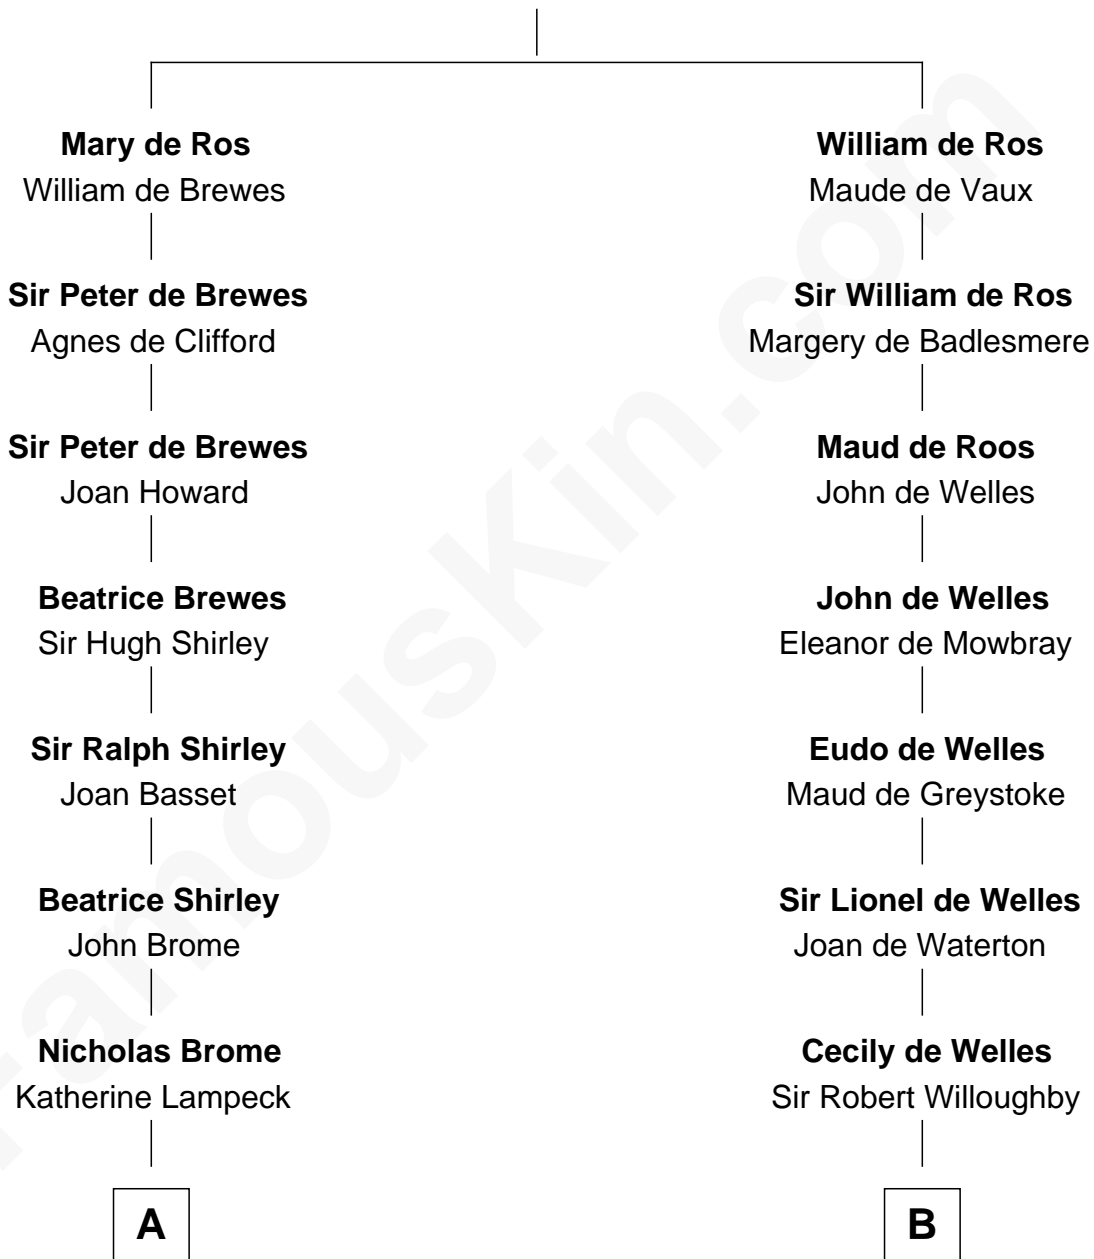 Mary de Ros
William de Brewes
Sir Peter de Brewes
Agnes de Clifford
Sir Peter de Brewes
Joan Howard
Beatrice Brewes
Sir Hugh Shirley
Sir Ralph Shirley
Joan Basset
Beatrice Shirley
John Brome
Nicholas Brome
Katherine Lampeck
A
William de Ros
Maude de Vaux
Sir William de Ros
Margery de Badlesmere
Maud de Roos
John de Welles
John de Welles
Eleanor de Mowbray
Eudo de Welles
Maud de Greystoke
Sir Lionel de Welles
Joan de Waterton
Cecily de Welles
Sir Robert Willoughby
B
FamousKin.com